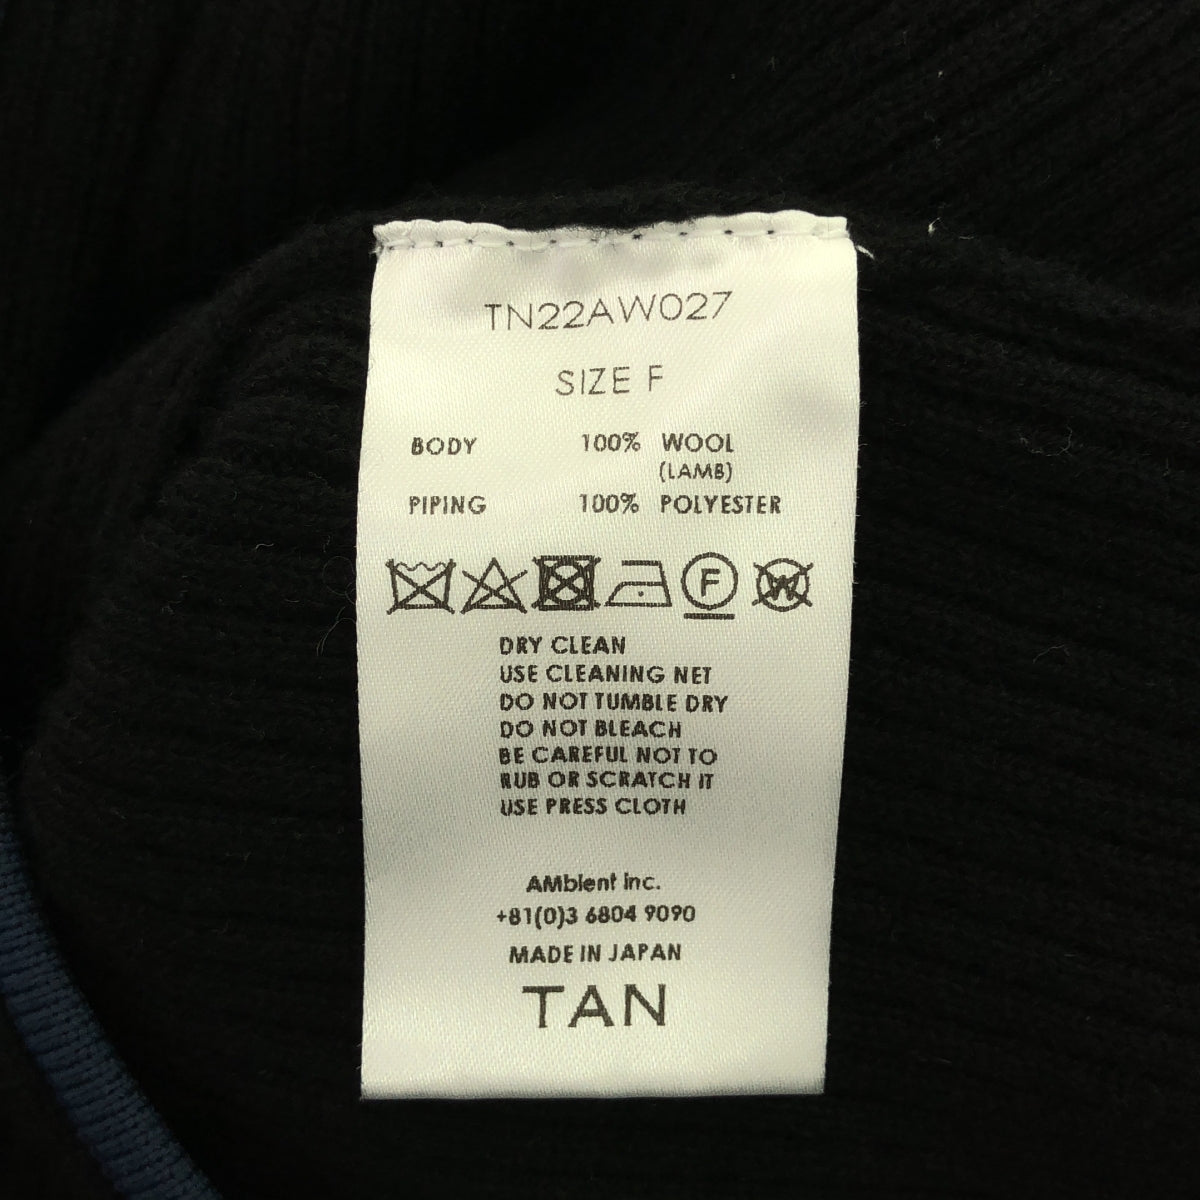 TN22AW027
SIZE F
BODY 100% WOOL
(LAMB)
PIPING 100% POLYESTER
F W
DRY CLEAN
USE CLEANING NET
DO NOT TUMBLE DRY
DO NOT BLEACH
BE CAREFUL NOT TO
RUB OR SCRATCH IT
USE PRESS CLOTH
AMbient Inc.
+81(0)3 6804 9090
MADE IN JAPAN
TAN